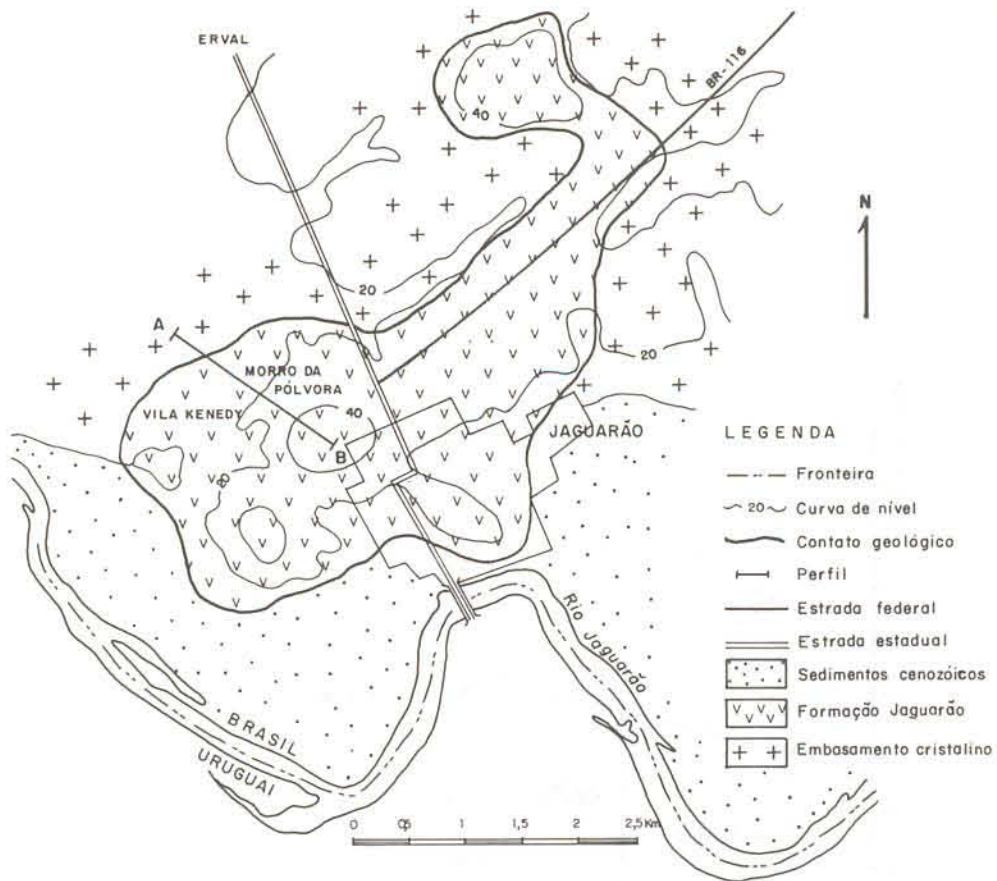 ERVAL
BR-116
40
N
20
20
A
MORRO DA
PÓLVORA
VILA KENEDY
40
B
20
JAGUARÃO
LEGENDA
Fronteira
20 Curva de nível
Contato geológico
Perfil
Estrada federal
Estrada estadual
Sedimentos cenozóicos
Formação Jaguarão
Embasamento cristalino
Rio Jaguarão
BRASIL
URUGUAI
0 0,5 1 1,5 2 2,5 Km